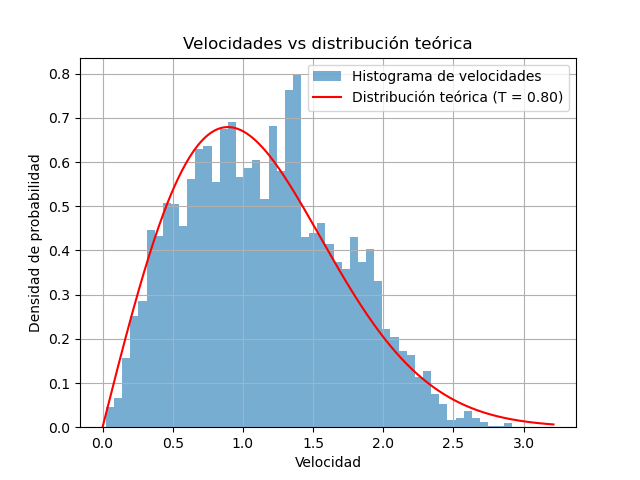 Velocidades vs distribución teórica
Histograma de velocidades
Distribución teórica (T = 0.80)
Densidad de probabilidad
0.8
0.7
0.6
0.5
0.4
0.3
0.2
0.1
0.0
0.0 0.5 1.0 1.5 2.0 2.5 3.0
Velocidad